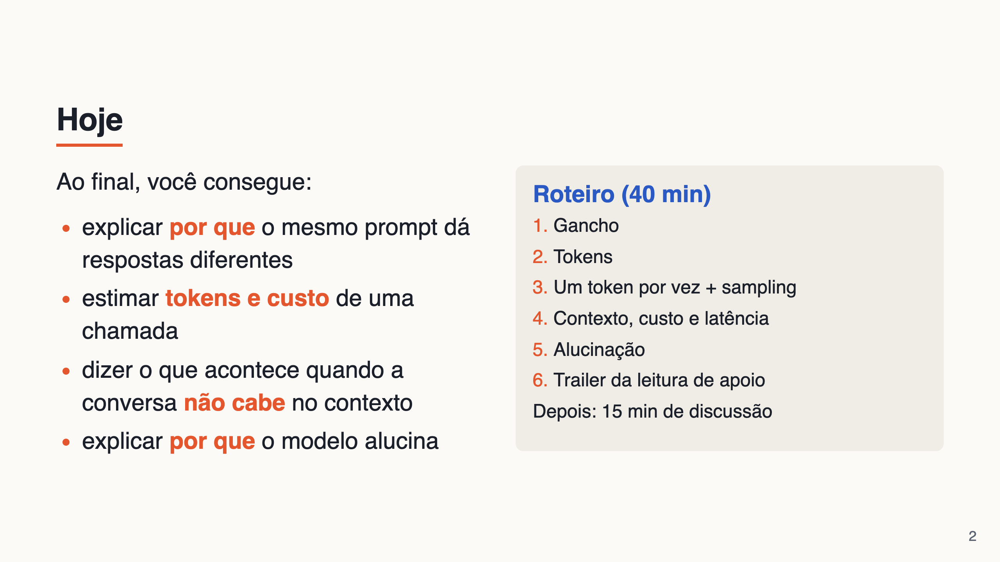 Hoje
Ao final, você consegue:
• explicar por que o mesmo prompt dá
respostas diferentes
• estimar tokens e custo de uma
chamada
• dizer o que acontece quando a
conversa não cabe no contexto
• explicar por que o modelo alucina
Roteiro (40 min)
1. Gancho
2. Tokens
3. Um token por vez + sampling
4. Contexto, custo e latência
5. Alucinação
6. Trailer da leitura de apoio
Depois: 15 min de discussão
2